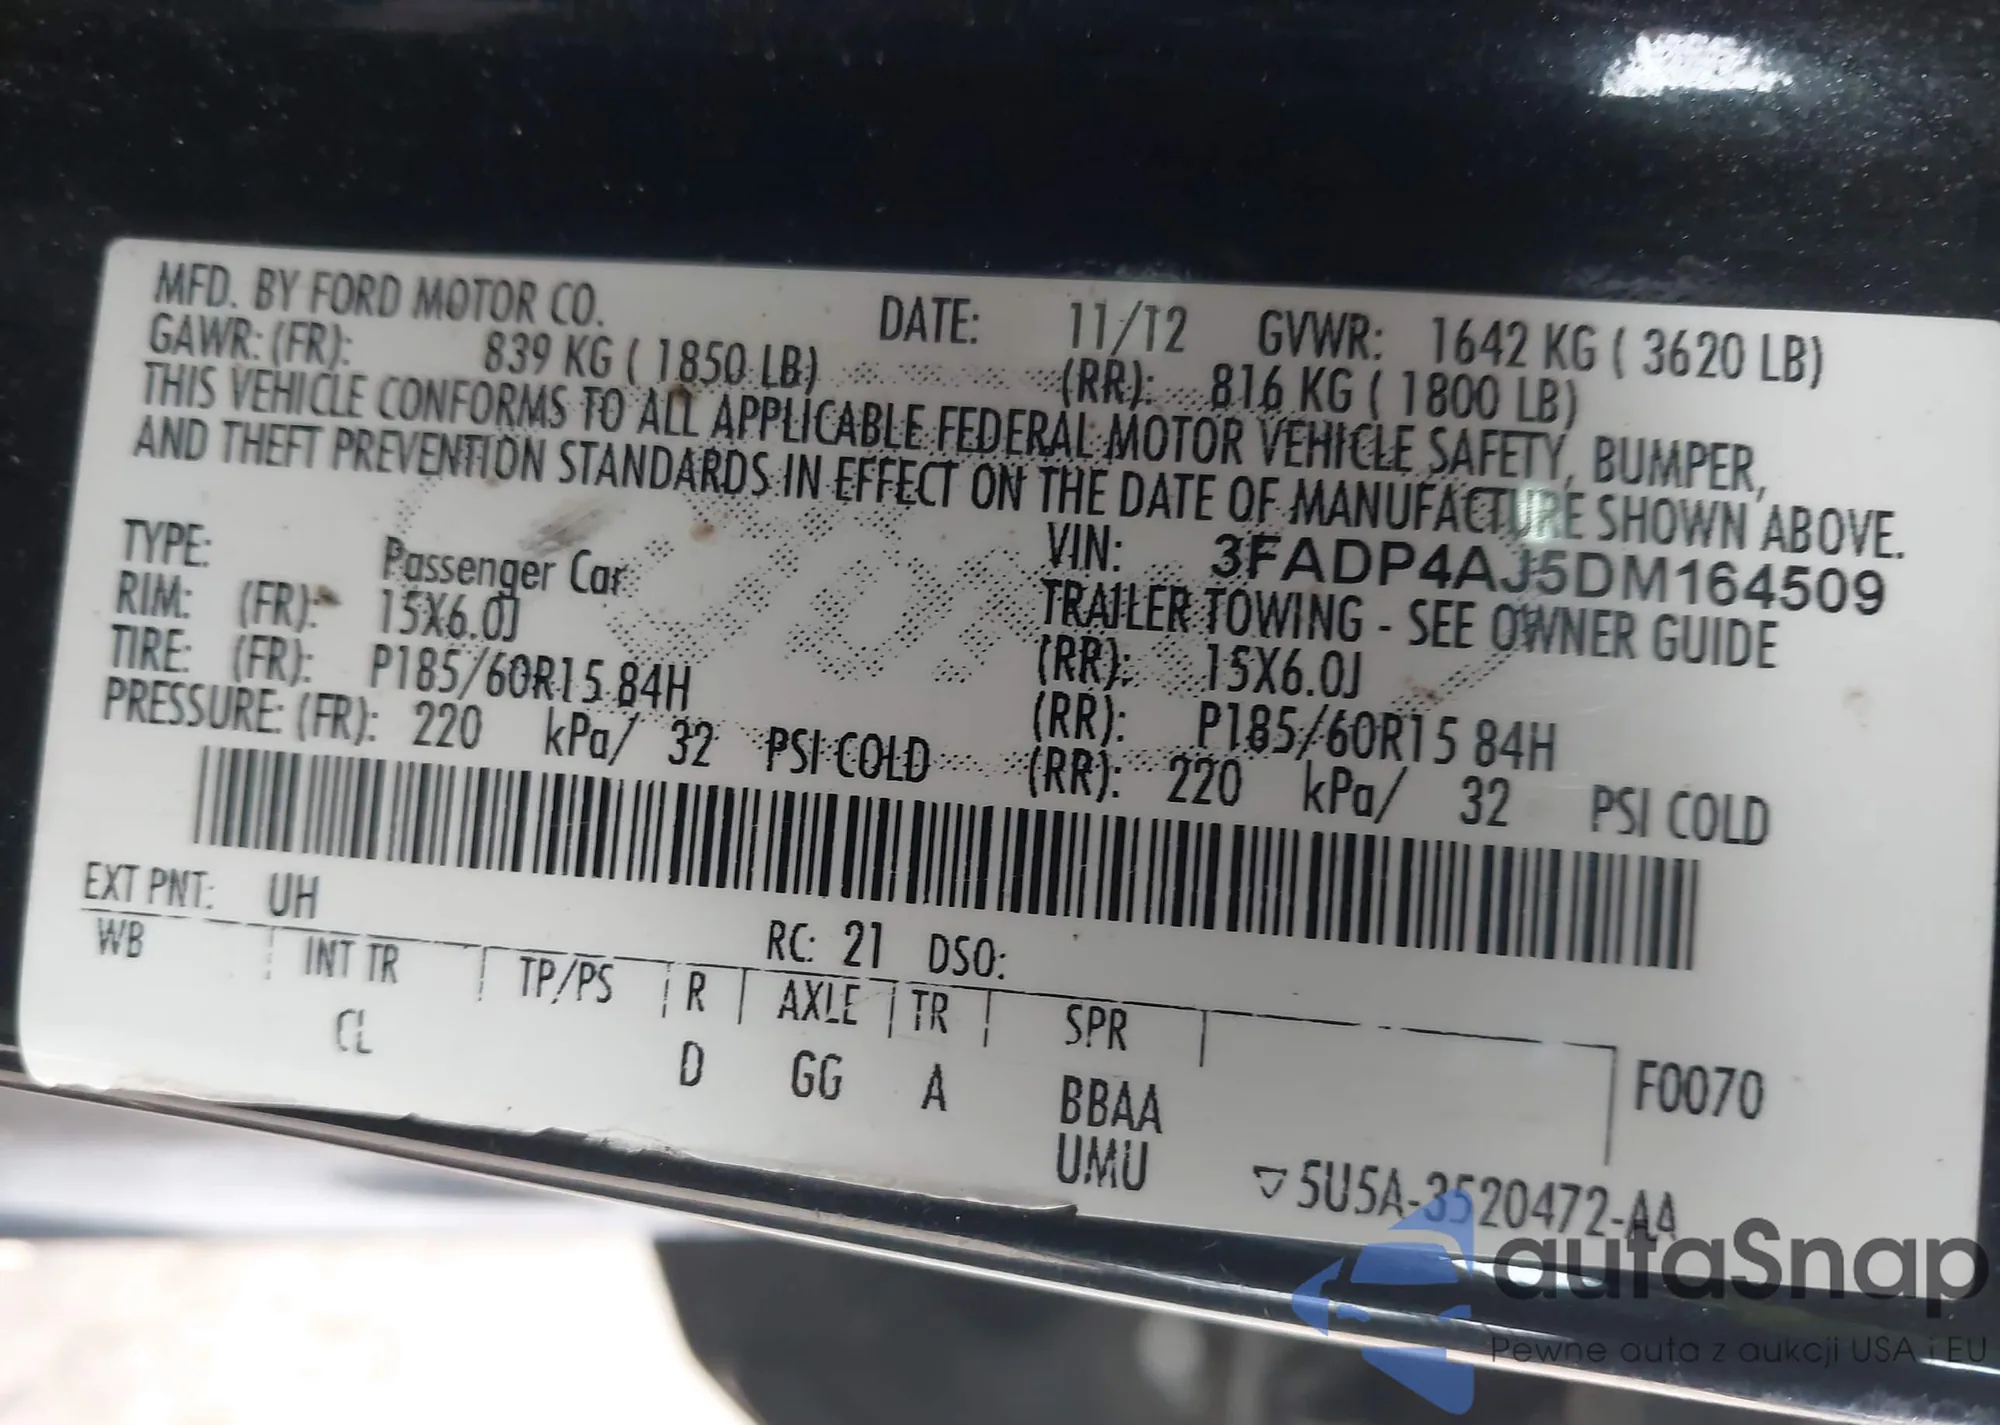 MFD. BY FORD MOTOR CO. DATE: 11/12 GVWR: 1642 KG ( 3620 LB)
GAWR: (FR): 839 KG ( 1850 LB) (RR): 816 KG ( 1800 LB)
THIS VEHICLE CONFORMS TO ALL APPLICABLE FEDERAL MOTOR VEHICLE SAFETY, BUMPER,
AND THEFT PREVENTION STANDARDS IN EFFECT ON THE DATE OF MANUFACTURE SHOWN ABOVE.
VIN: 3FADP4AJ5DM164509
TYPE: Passenger Car TRAILER TOWING - SEE OWNER GUIDE
RIM: (FR): 15X6.0J (RR): 15X6.0J
TIRE: (FR): P185/60R15 84H (RR): P185/60R15 84H
PRESSURE: (FR): 220 kPa/ 32 PSI COLD (RR): 220 kPa/ 32 PSI COLD
EXT PNT: UH RC: 21 DSO:
WB INT TR TP/PS R AXLE TR SPR
CL D GG A BBAA F0070
UMU 5U5A-3520472-AA
autaSnap
Pewne auta z aukcji USA i EU